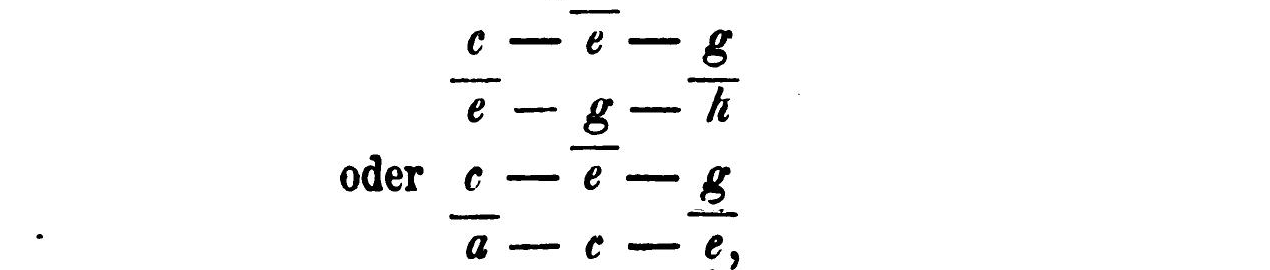 c — e̅ — g
e̅ — g — h̅
oder c — e̅ — g
a̅ — c — e̅,